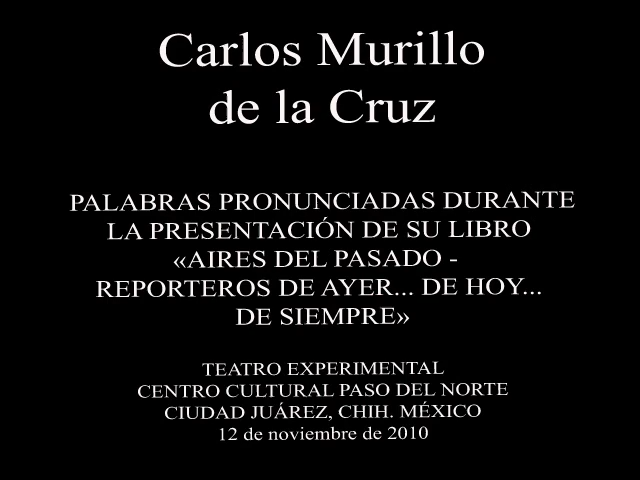 Carlos Murillo
de la Cruz
PALABRAS PRONUNCIADAS DURANTE
LA PRESENTACIÓN DE SU LIBRO
«AIRES DEL PASADO -
REPORTEROS DE AYER... DE HOY...
DE SIEMPRE»
TEATRO EXPERIMENTAL
CENTRO CULTURAL PASO DEL NORTE
CIUDAD JUÁREZ, CHIH. MÉXICO
12 de noviembre de 2010